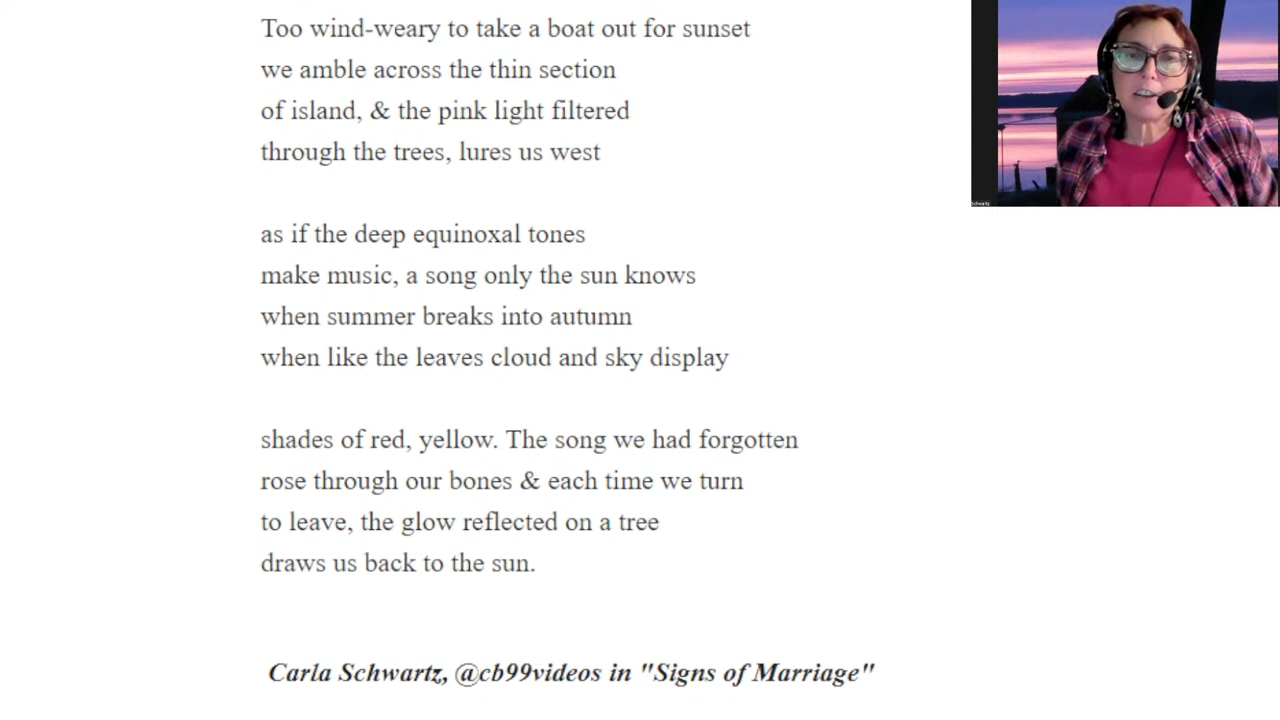 Too wind-weary to take a boat out for sunset
we amble across the thin section
of island, & the pink light filtered
through the trees, lures us west
as if the deep equinoxal tones
make music, a song only the sun knows
when summer breaks into autumn
when like the leaves cloud and sky display
shades of red, yellow. The song we had forgotten
rose through our bones & each time we turn
to leave, the glow reflected on a tree
draws us back to the sun.
Carla Schwartz, @cb99videos in "Signs of Marriage"
Schwartz